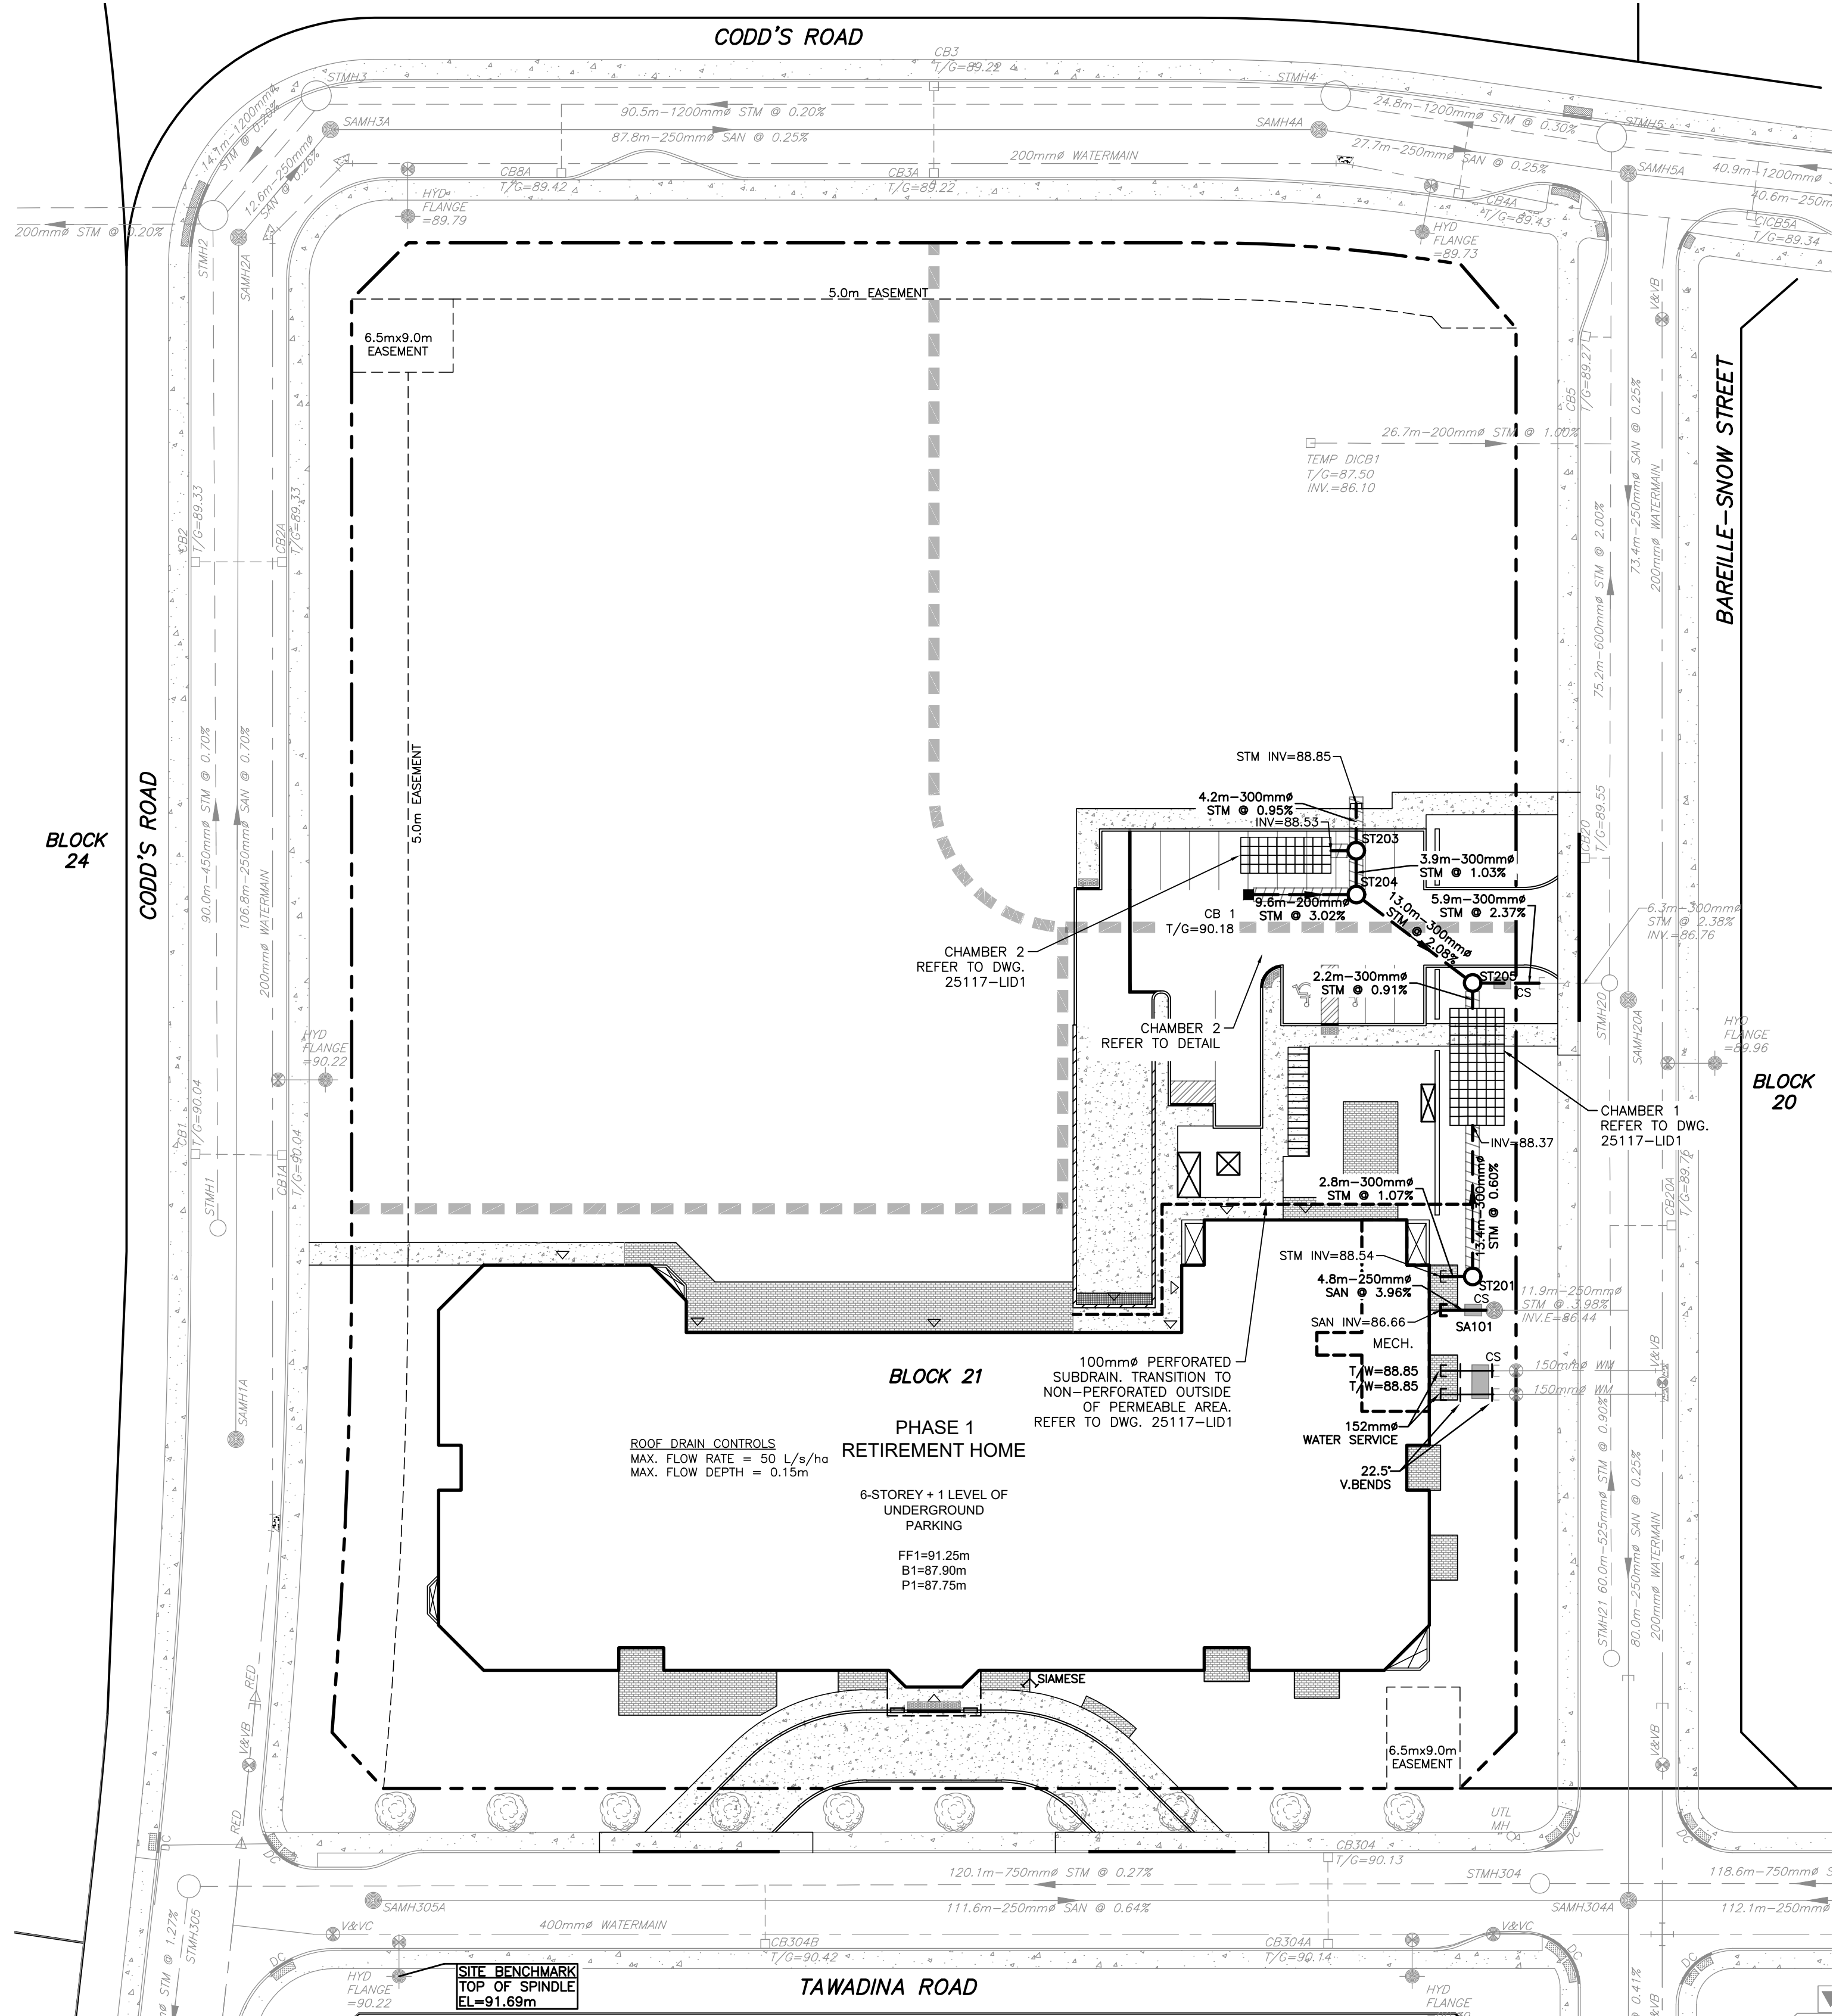 CODD'S ROAD
CB3
T/G=89.22
STMH3
STMH4
90.5m-1200mmø STM @ 0.20%
24.8m-1200mmø STM @ 0.30%
STMH5
14.1m-1200mmø
STM @ 0.20%
SAMH3A
87.8m-250mmø SAN @ 0.25%
SAMH4A
27.7m-250mmø SAN @ 0.25%
SAMH5A
40.9m-1200mmø
40.6m-250m
12.6m-250mmø
SAN @ 0.20%
200mmø WATERMAIN
CB8A
T/G=89.42
CB3A
T/G=89.22
HYD
FLANGE
=89.79
CB4A
T/G=89.43
HYD
FLANGE
=89.73
CICB5A
T/G=89.34
200mmø STM @ 0.20%
STMH2
SAMH2A
5.0m EASEMENT
6.5mx9.0m
EASEMENT
V&VB
CB5
T/G=89.27
73.4m-250mmø SAN @ 0.25%
200mmø WATERMAIN
BAREILLE-SNOW STREET
26.7m-200mmø STM @ 1.00%
TEMP DICB1
T/G=87.50
INV.=86.10
CB2
T/G=89.33
CB2A
T/G=89.33
75.2m-600mmø STM @ 2.00%
BLOCK
24
CODD'S ROAD
90.0m-450mmø STM @ 0.70%
106.8m-250mmø SAN @ 0.70%
200mmø WATERMAIN
5.0m EASEMENT
STM INV=88.85
4.2m-300mmø
STM @ 0.95%
INV=88.53
ST203
3.9m-300mmø
STM @ 1.03%
ST204
CB20
T/G=89.55
9.6m-200mmø
STM @ 3.02%
CB 1
T/G=90.18
13.0m-300mmø
STM @ 2.08%
5.9m-300mmø
STM @ 2.37%
6.3m-300mmø
STM @ 2.38%
INV.=86.76
CHAMBER 2
REFER TO DWG.
25117-LID1
2.2m-300mmø
STM @ 0.91%
ST205
CS
STMH20
SAMH20A
CHAMBER 2
REFER TO DETAIL
HYD
FLANGE
=90.22
HYD
FLANGE
=89.96
BLOCK
20
CB1
T/G=90.04
CB1A
T/G=90.04
CHAMBER 1
REFER TO DWG.
25117-LID1
INV=88.37
STMH1
2.8m-300mmø
STM @ 1.07%
13.4m-300mmø
STM @ 0.60%
CB20A
STM INV=88.54
ST201
4.8m-250mmø
SAN @ 3.96%
CS
11.9m-250mmø
STM @ 3.98%
INV.E=86.44
SAN INV=86.66
SA101
MECH.
CS
V&VB
T/W=88.85
T/W=88.85
150mmø WM
150mmø WM
100mmø PERFORATED
SUBDRAIN. TRANSITION TO
NON-PERFORATED OUTSIDE
OF PERMEABLE AREA.
REFER TO DWG. 25117-LID1
SAMH1A
BLOCK 21
PHASE 1
RETIREMENT HOME
152mmø
WATER SERVICE
22.5°
V.BENDS
ROOF DRAIN CONTROLS
MAX. FLOW RATE = 50 L/s/ha
MAX. FLOW DEPTH = 0.15m
6-STOREY + 1 LEVEL OF
UNDERGROUND
PARKING
FF1=91.25m
B1=87.90m
P1=87.75m
STMH21
60.0m-525mmø STM @ 0.90%
80.0m-250mmø SAN @ 0.25%
200mmø WATERMAIN
RED
V&VB
SIAMESE
6.5mx9.0m
EASEMENT
V&VB
RED
DC
DC
UTL
MH
DC
DC
CB304
T/G=90.13
120.1m-750mmø STM @ 0.27%
STMH304
118.6m-750mmø S
SAMH305A
111.6m-250mmø SAN @ 0.64%
SAMH304A
112.1m-250mmø
STMH305
STM @ 1.27%
V&VC
400mmø WATERMAIN
V&VC
CB304B
T/G=90.42
CB304A
T/G=90.14
DC
DC
DC
HYD
FLANGE
=90.22
SITE BENCHMARK
TOP OF SPINDLE
EL=91.69m
TAWADINA ROAD
HYD
FLANGE
0.41%
V&VB